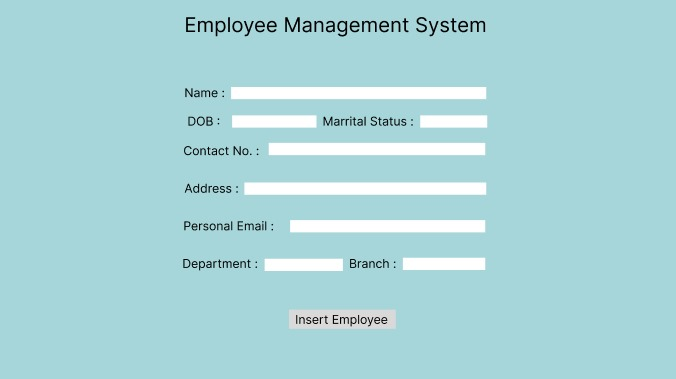 Employee Management System
Name :
DOB : Marrital Status :
Contact No. :
Address :
Personal Email :
Department : Branch :
Insert Employee